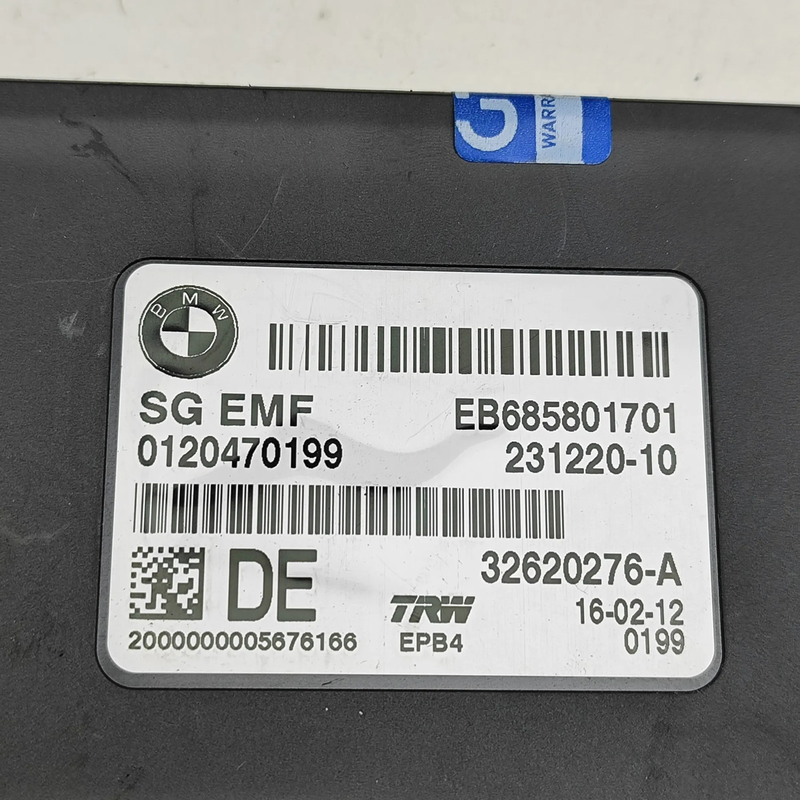 WARRA
BMW
SG EMF EB685801701
0120470199 231220-10
DE 32620276-A
TRW 16-02-12
2000000005676166 EPB4 0199